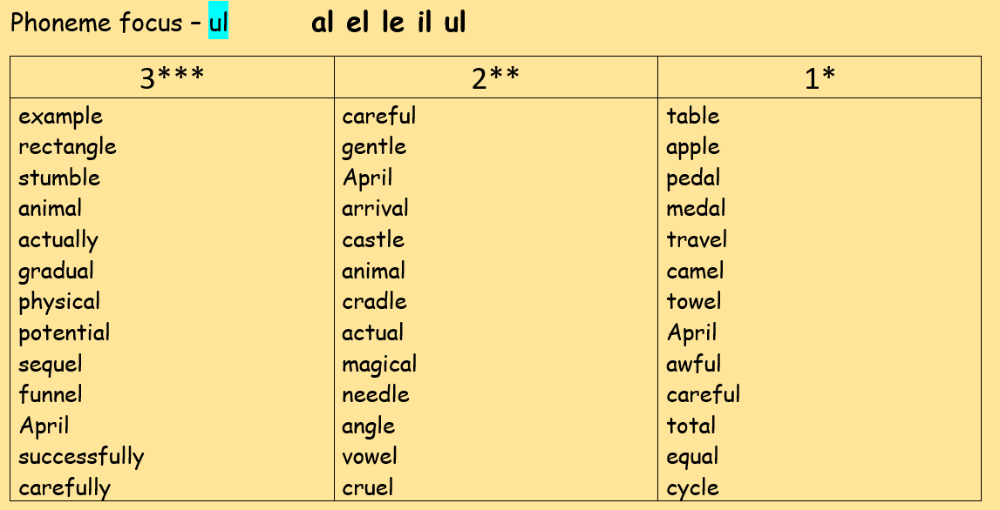 Phoneme focus – ul al el le il ul
3*** 2** 1*
example careful table
rectangle gentle apple
stumble April pedal
animal arrival medal
actually castle travel
gradual animal camel
physical cradle towel
potential actual April
sequel magical awful
funnel needle careful
April angle total
successfully vowel equal
carefully cruel cycle